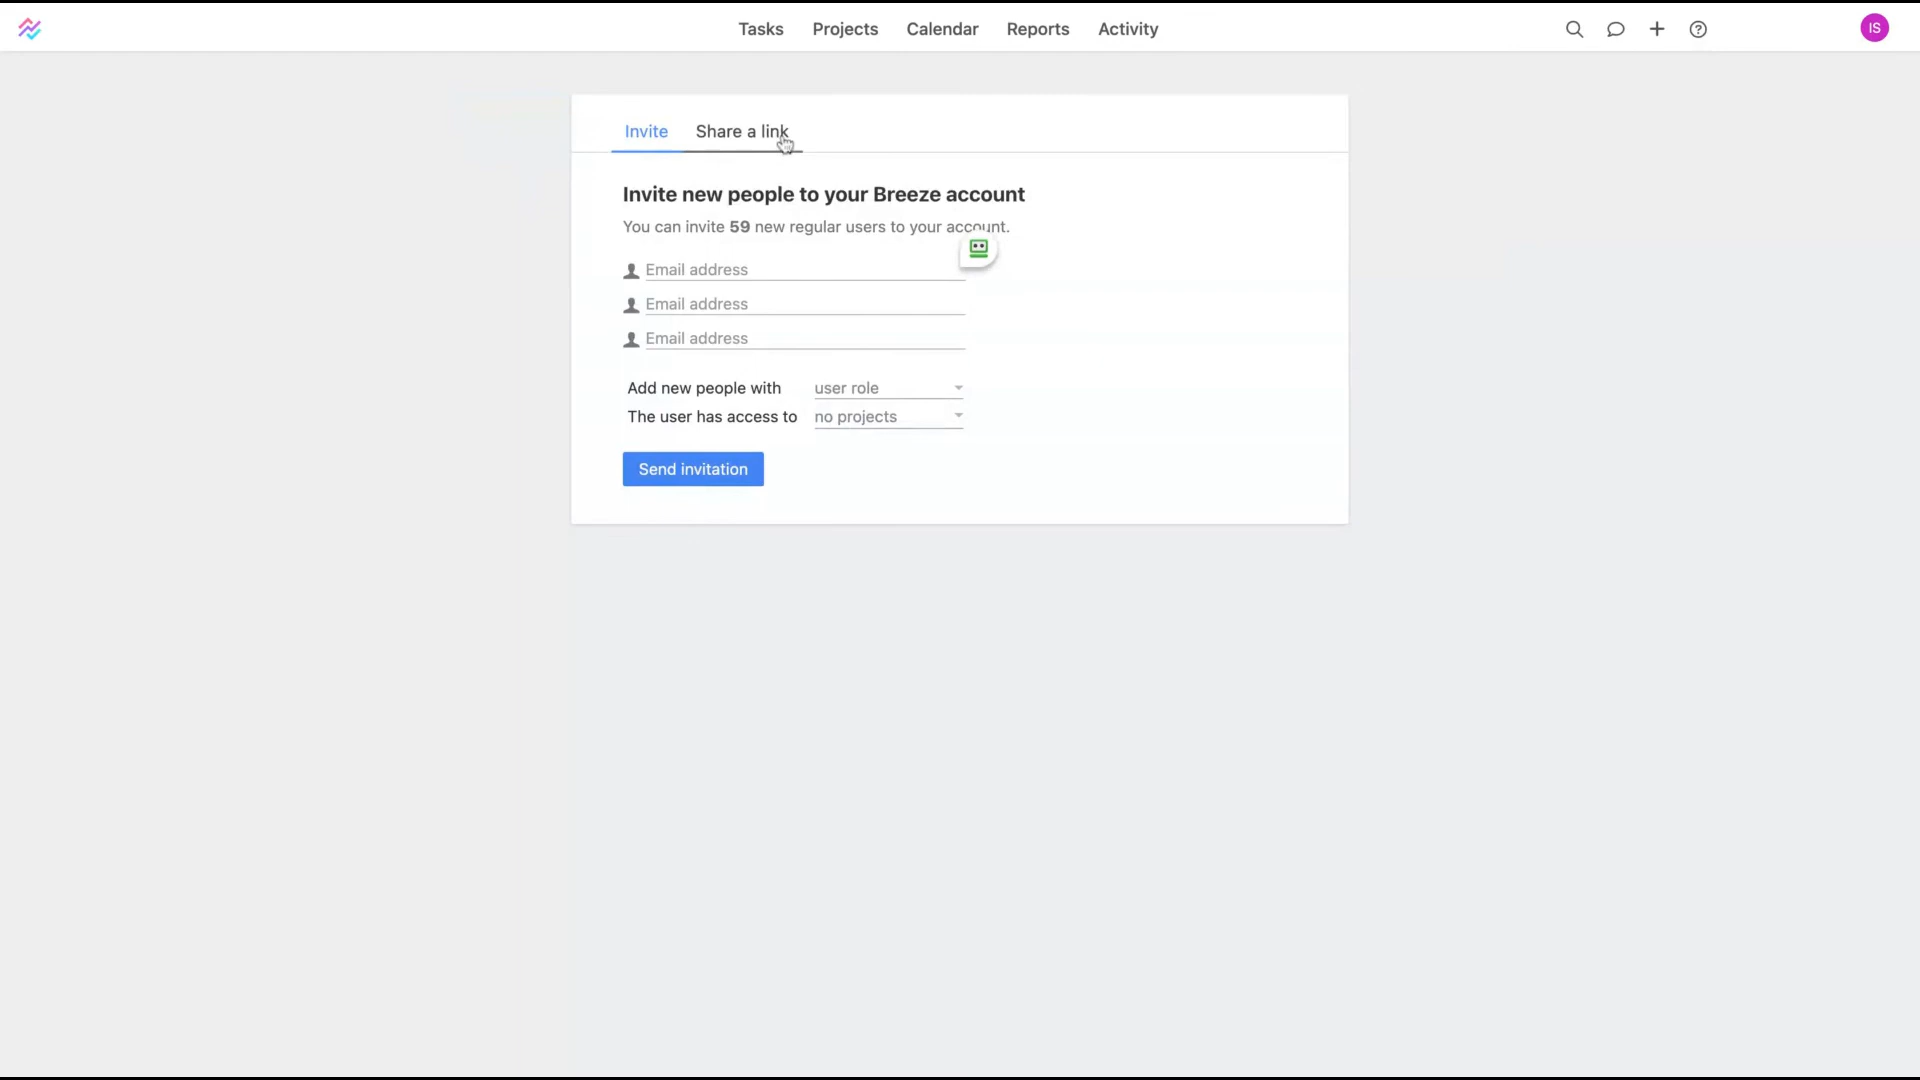 Tasks Projects Calendar Reports Activity IS
Invite Share a link
Invite new people to your Breeze account
You can invite 59 new regular users to your account.
Email address
Email address
Email address
Add new people with user role
The user has access to no projects
Send invitation